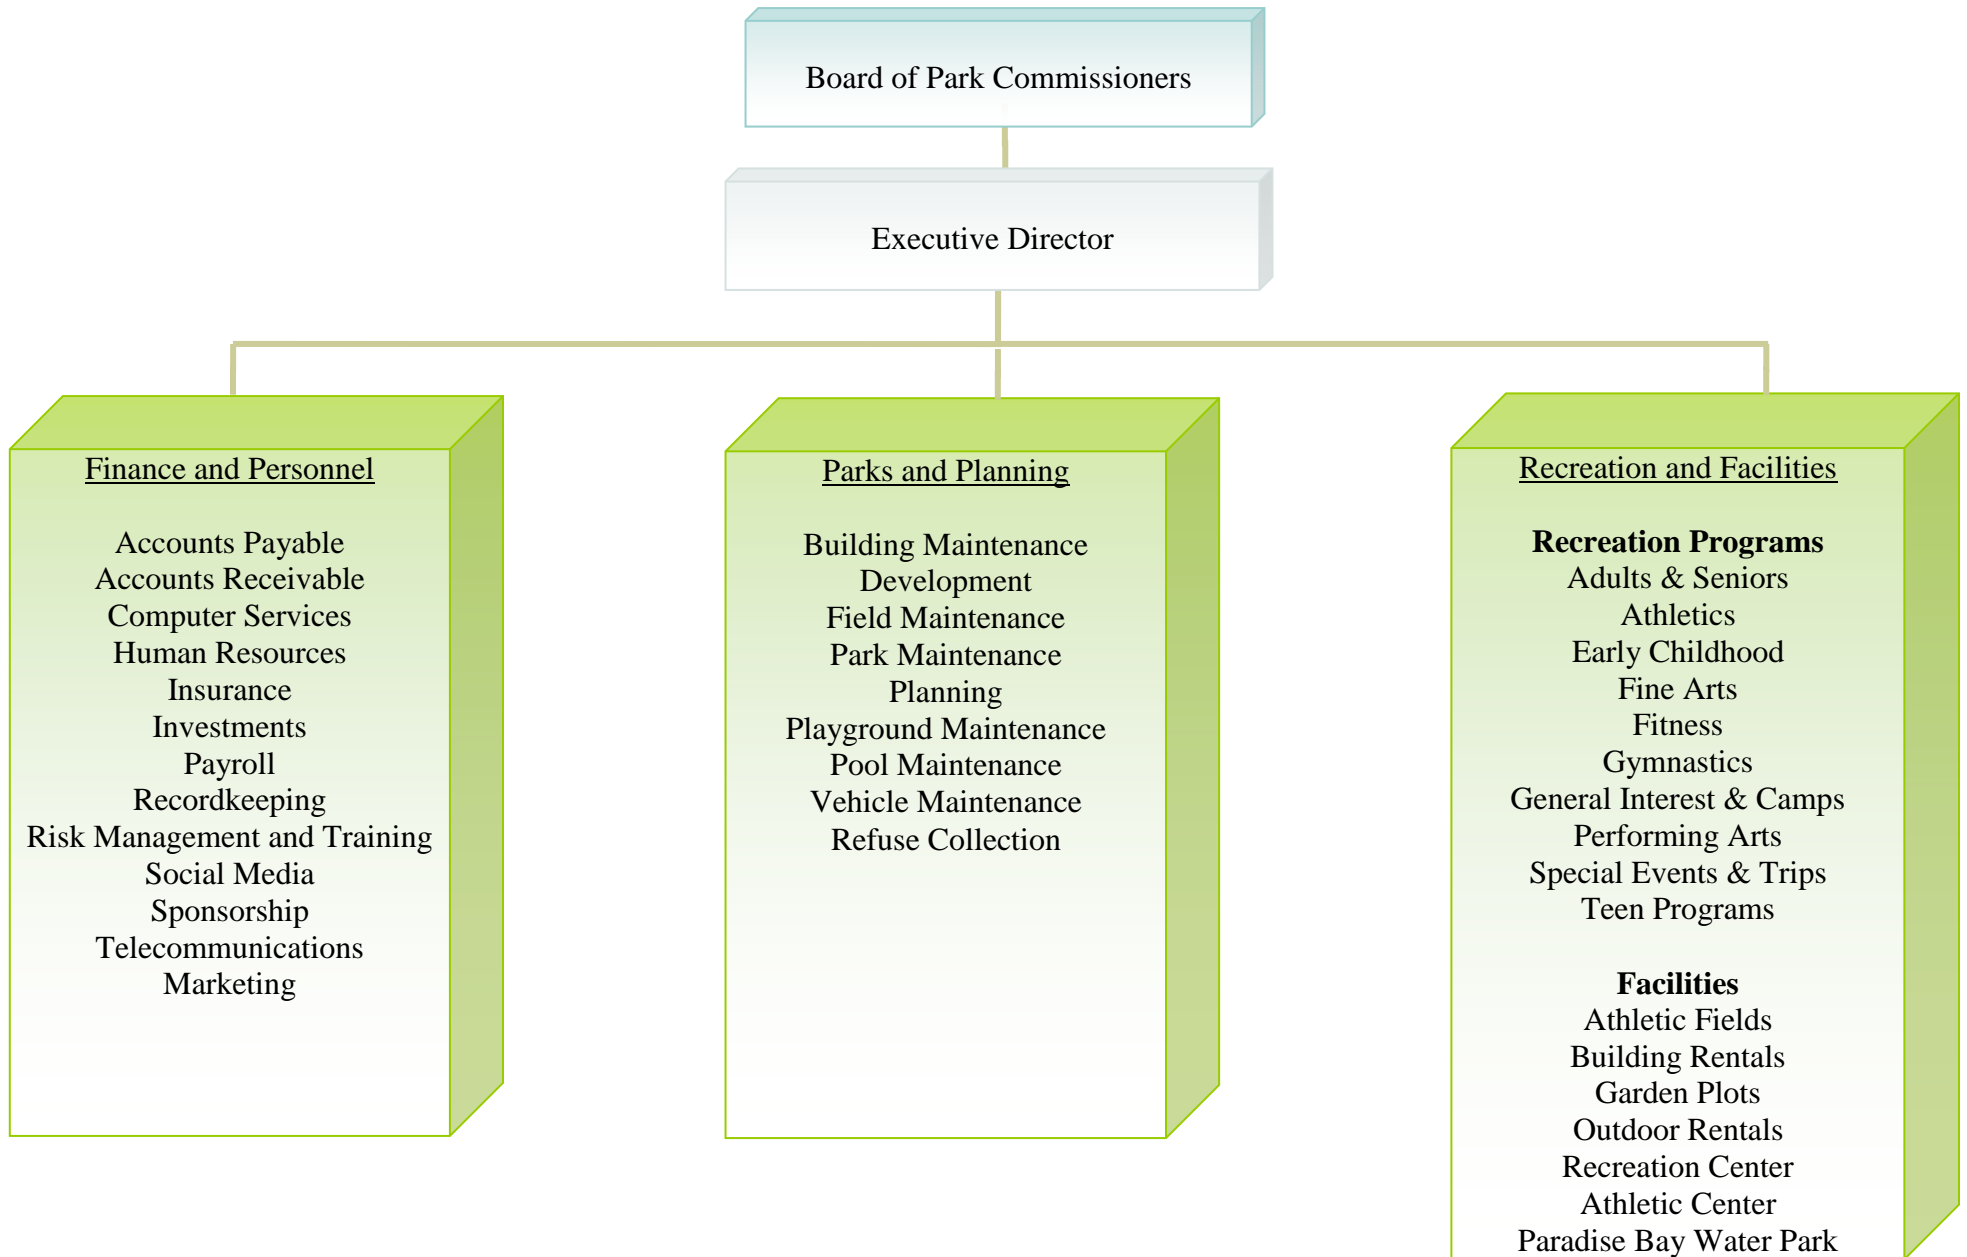 Board of Park Commissioners
Executive Director
Finance and Personnel
Accounts Payable
Accounts Receivable
Computer Services
Human Resources
Insurance
Investments
Payroll
Recordkeeping
Risk Management and Training
Social Media
Sponsorship
Telecommunications
Marketing
Parks and Planning
Building Maintenance
Development
Field Maintenance
Park Maintenance
Planning
Playground Maintenance
Pool Maintenance
Vehicle Maintenance
Refuse Collection
Recreation and Facilities
Recreation Programs
Adults & Seniors
Athletics
Early Childhood
Fine Arts
Fitness
Gymnastics
General Interest & Camps
Performing Arts
Special Events & Trips
Teen Programs
Facilities
Athletic Fields
Building Rentals
Garden Plots
Outdoor Rentals
Recreation Center
Athletic Center
Paradise Bay Water Park